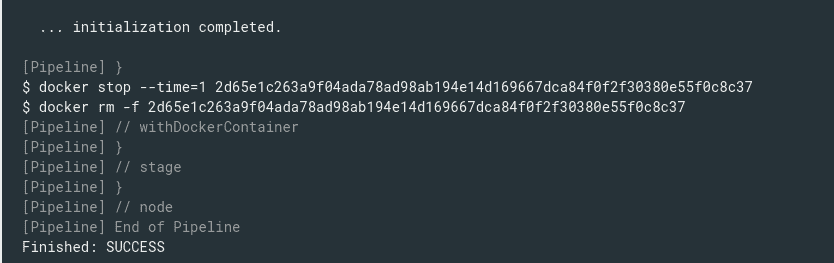 ... initialization completed.
[Pipeline] }
$ docker stop --time=1 2d65e1c263a9f04ada78ad98ab194e14d169667dca84f0f2f30380e55f0c8c37
$ docker rm -f 2d65e1c263a9f04ada78ad98ab194e14d169667dca84f0f2f30380e55f0c8c37
[Pipeline] // withDockerContainer
[Pipeline] }
[Pipeline] // stage
[Pipeline] }
[Pipeline] // node
[Pipeline] End of Pipeline
Finished: SUCCESS